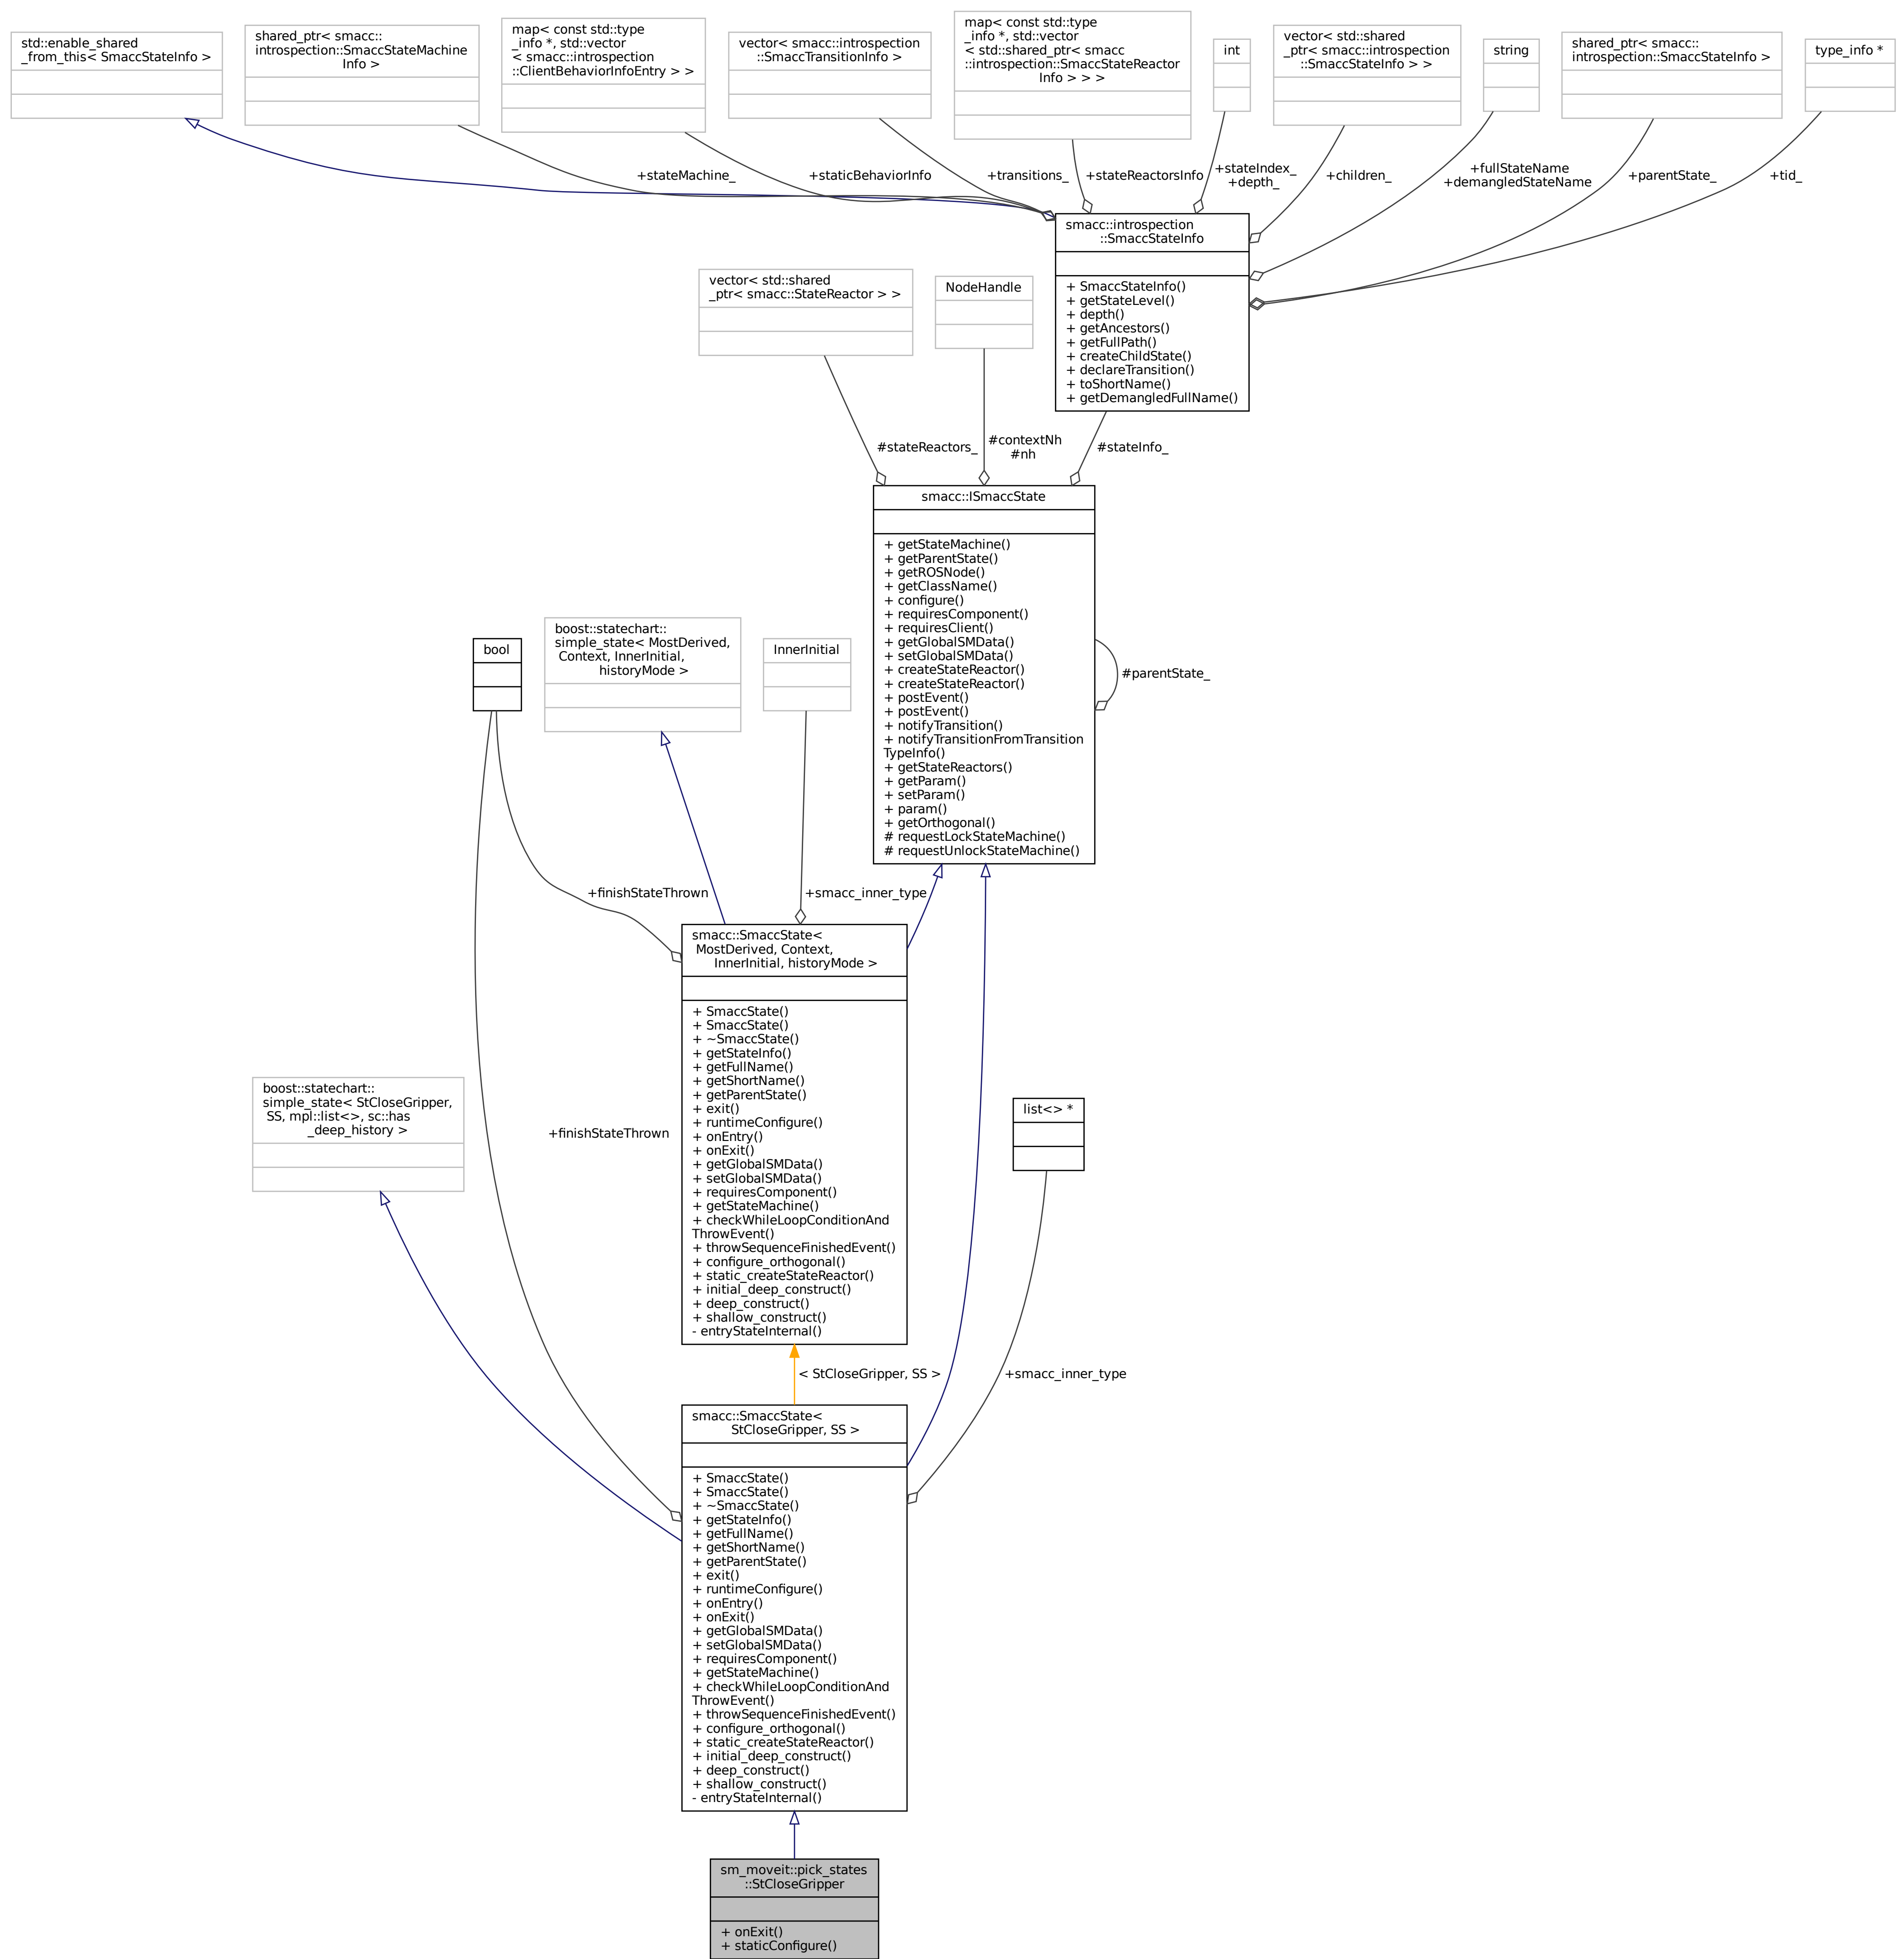 std::enable_shared
_from_this< SmaccStateInfo >
shared_ptr< smacc::
introspection::SmaccStateMachine
Info >
map< const std::type
_info *, std::vector
< smacc::introspection
::ClientBehaviorInfoEntry > >
vector< smacc::introspection
::SmaccTransitionInfo >
map< const std::type
_info *, std::vector
< std::shared_ptr< smacc
::introspection::SmaccStateReactor
Info > > >
int
vector< std::shared
_ptr< smacc::introspection
::SmaccStateInfo > >
string
shared_ptr< smacc::
introspection::SmaccStateInfo >
type_info *
+stateMachine_
+staticBehaviorInfo
+transitions_
+stateReactorsInfo
+stateIndex_
+depth_
+children_
+fullStateName
+demangledStateName
+parentState_
+tid_
smacc::introspection
::SmaccStateInfo
+ SmaccStateInfo()
+ getStateLevel()
+ depth()
+ getAncestors()
+ getFullPath()
+ createChildState()
+ declareTransition()
+ toShortName()
+ getDemangledFullName()
vector< std::shared
_ptr< smacc::StateReactor > >
NodeHandle
#stateReactors_
#contextNh
#nh
#stateInfo_
smacc::ISmaccState
+ getStateMachine()
+ getParentState()
+ getROSNode()
+ getClassName()
+ configure()
+ requiresComponent()
+ requiresClient()
+ getGlobalSMData()
+ setGlobalSMData()
+ createStateReactor()
+ createStateReactor()
+ postEvent()
+ postEvent()
+ notifyTransition()
+ notifyTransitionFromTransition
TypeInfo()
+ getStateReactors()
+ getParam()
+ setParam()
+ param()
+ getOrthogonal()
# requestLockStateMachine()
# requestUnlockStateMachine()
#parentState_
bool
boost::statechart::
simple_state< MostDerived,
Context, InnerInitial,
historyMode >
InnerInitial
+finishStateThrown
+smacc_inner_type
smacc::SmaccState<
MostDerived, Context,
InnerInitial, historyMode >
+ SmaccState()
+ SmaccState()
+ ~SmaccState()
+ getStateInfo()
+ getFullName()
+ getShortName()
+ getParentState()
+ exit()
+ runtimeConfigure()
+ onEntry()
+ onExit()
+ getGlobalSMData()
+ setGlobalSMData()
+ requiresComponent()
+ getStateMachine()
+ checkWhileLoopConditionAnd
ThrowEvent()
+ throwSequenceFinishedEvent()
+ configure_orthogonal()
+ static_createStateReactor()
+ initial_deep_construct()
+ deep_construct()
+ shallow_construct()
- entryStateInternal()
boost::statechart::
simple_state< StCloseGripper,
SS, mpl::list<>, sc::has
_deep_history >
+finishStateThrown
list<> *
< StCloseGripper, SS >
+smacc_inner_type
smacc::SmaccState<
StCloseGripper, SS >
+ SmaccState()
+ SmaccState()
+ ~SmaccState()
+ getStateInfo()
+ getFullName()
+ getShortName()
+ getParentState()
+ exit()
+ runtimeConfigure()
+ onEntry()
+ onExit()
+ getGlobalSMData()
+ setGlobalSMData()
+ requiresComponent()
+ getStateMachine()
+ checkWhileLoopConditionAnd
ThrowEvent()
+ throwSequenceFinishedEvent()
+ configure_orthogonal()
+ static_createStateReactor()
+ initial_deep_construct()
+ deep_construct()
+ shallow_construct()
- entryStateInternal()
sm_moveit::pick_states
::StCloseGripper
+ onExit()
+ staticConfigure()